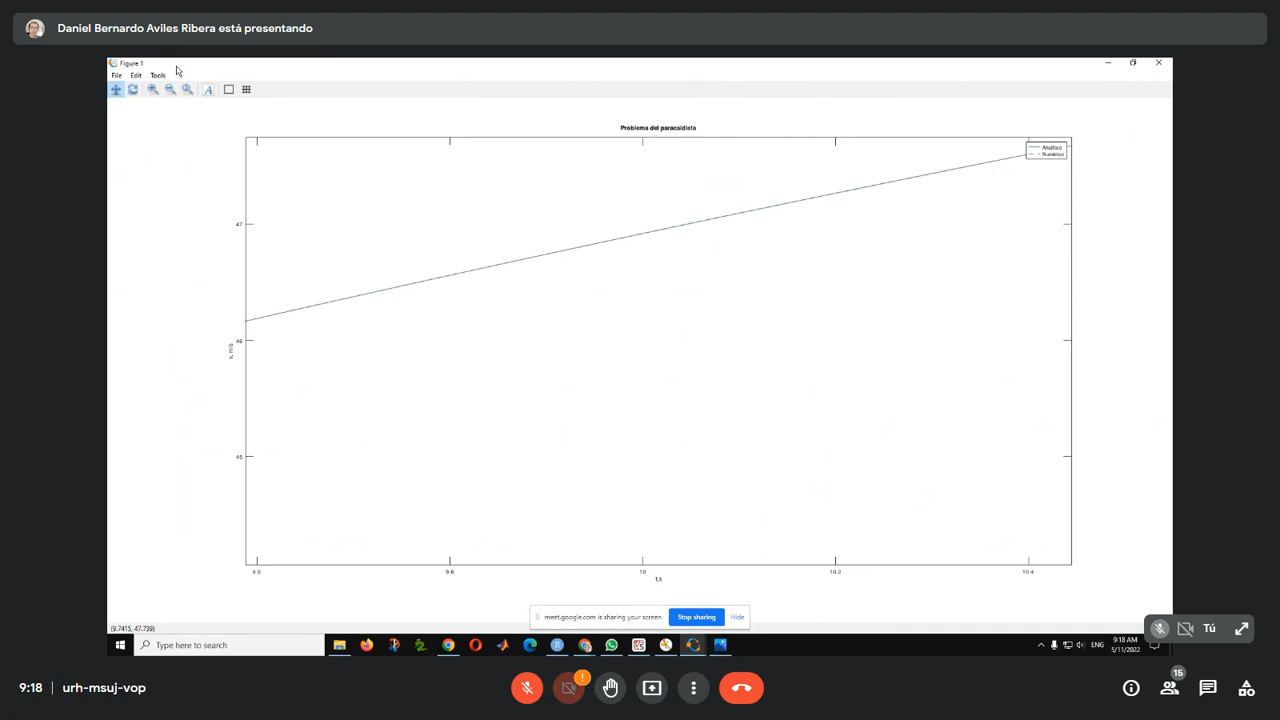 Daniel Bernardo Aviles Ribera está presentando
Figure 1
File Edit Tools
A
Problema del paracaidista
Analítico
Numérico
47
46
45
v, m/s
9.6 9.8 10 10.2 10.4
t,s
meet.google.com is sharing your screen. Stop sharing Hide
(9.7415, 47.739)
Type here to search
ENG
9:18 AM
5/11/2022
Tú
9:18 urh-msuj-vop
15